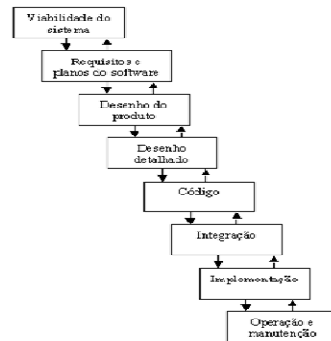 Viabilidade do
sistema
Requisitos e
planos do software
Desenho do
produto
Desenho
detalhado
Código
Integração
Implementação
Operação e
manutenção